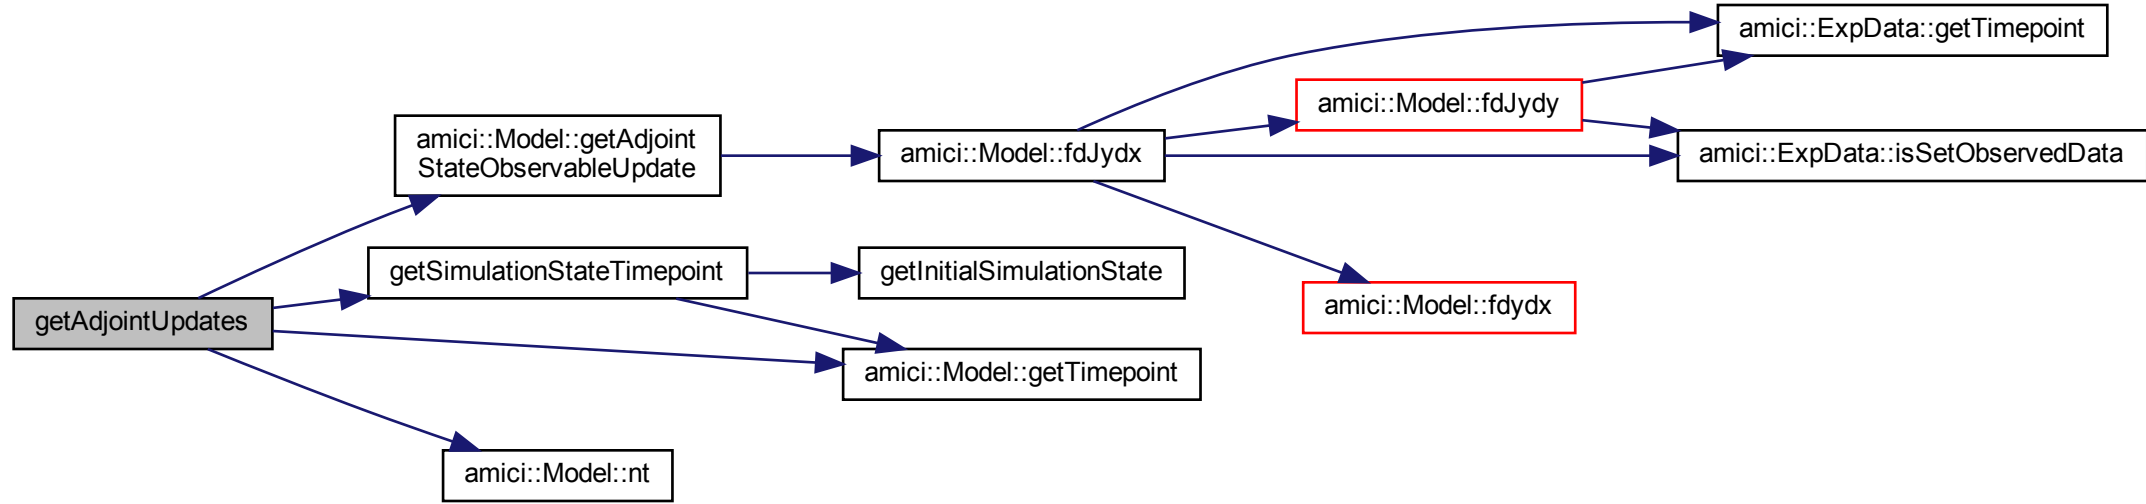 amici::ExpData::getTimepoint
amici::Model::fdJydy
amici::Model::getAdjoint
StateObservableUpdate
amici::Model::fdJydx
amici::ExpData::isSetObservedData
getSimulationStateTimepoint
getInitialSimulationState
amici::Model::fdydx
getAdjointUpdates
amici::Model::getTimepoint
amici::Model::nt